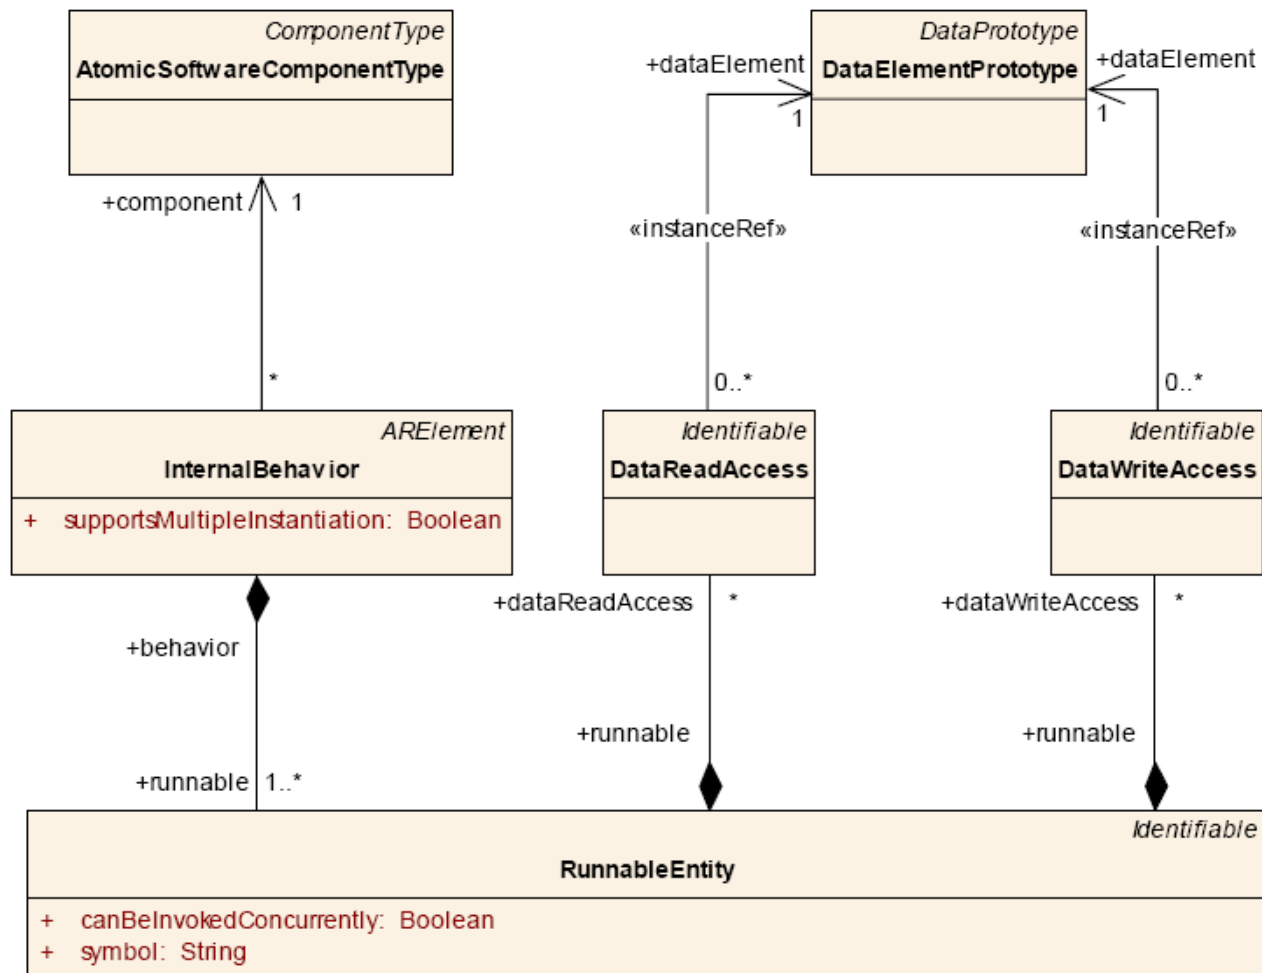 ComponentType
AtomicSoftwareComponentType
DataPrototype
DataElementPrototype
+dataElement
1
+dataElement
1
+component
1
«instanceRef»
«instanceRef»
*
0..*
0..*
ARElement
InternalBehavior
+ supportsMultipleInstantiation: Boolean
Identifiable
DataReadAccess
Identifiable
DataWriteAccess
+dataReadAccess
*
+dataWriteAccess
*
+behavior
+runnable
+runnable
+runnable
1..*
Identifiable
RunnableEntity
+ canBeInvokedConcurrently: Boolean
+ symbol: String